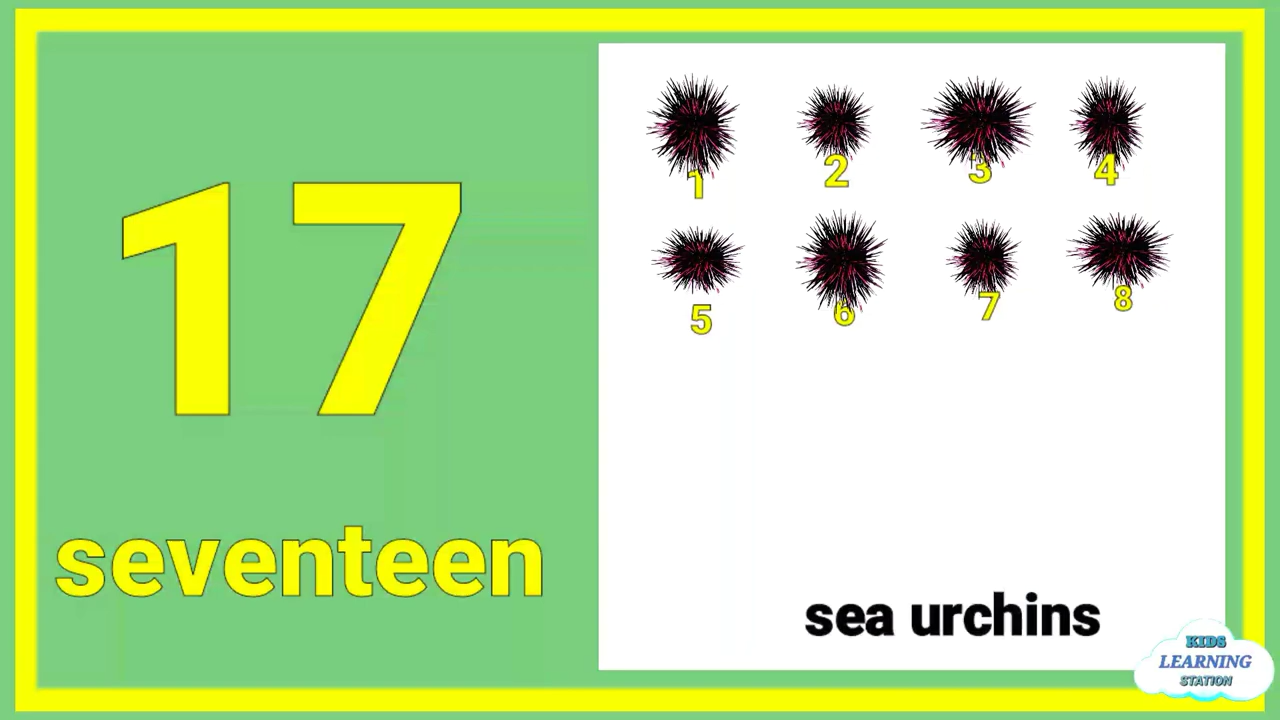 17
seventeen
1 2 3 4
5 6 7 8
sea urchins
KIDS
LEARNING
STATION